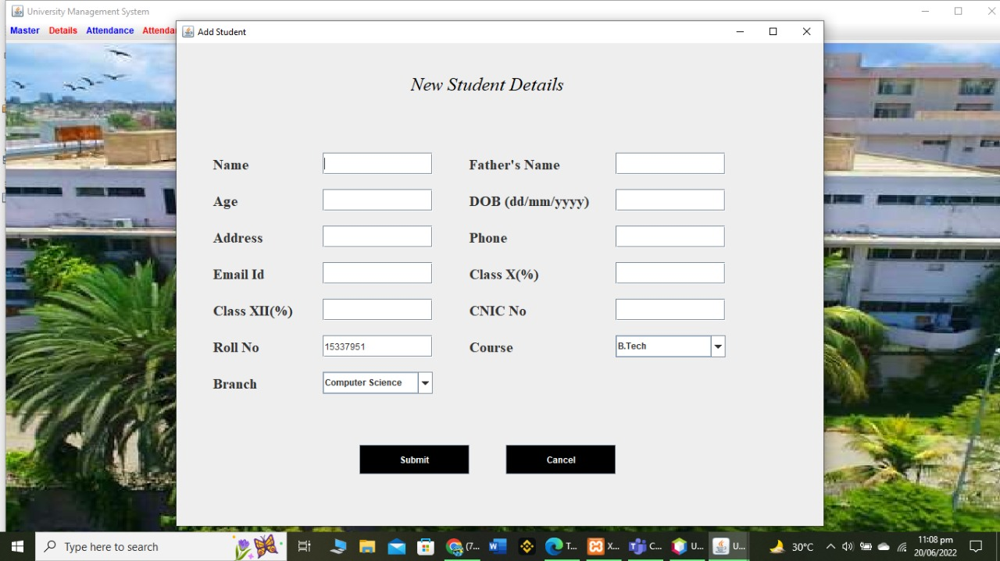 University Management System
Master Details Attendance Attenda
Add Student
New Student Details
Name Father's Name
Age DOB (dd/mm/yyyy)
Address Phone
Email Id Class X(%)
Class XII(%) CNIC No
Roll No 15337951 Course B.Tech
Branch Computer Science
Submit Cancel
Type here to search (7... T... X... C... U... U... 30°C 11:08 pm
20/06/2022